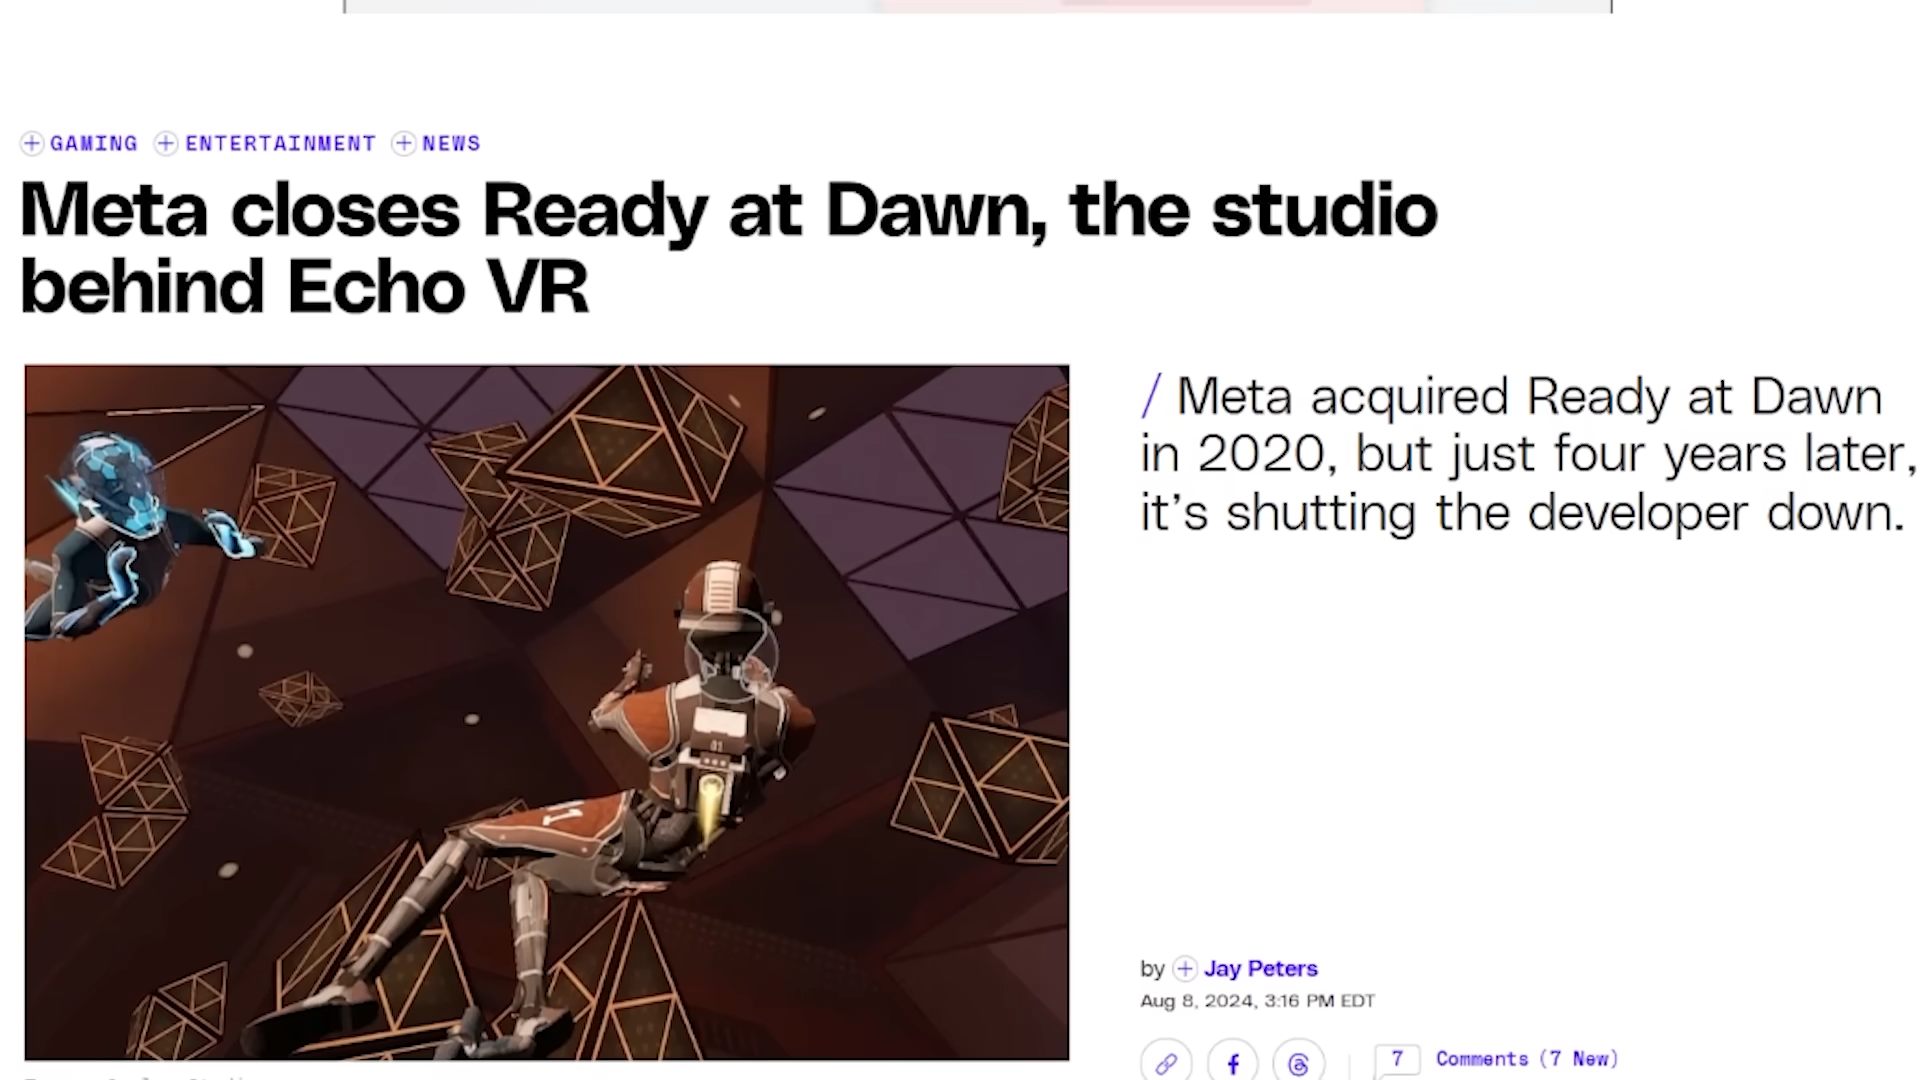 GAMING ENTERTAINMENT NEWS
Meta closes Ready at Dawn, the studio
behind Echo VR
/ Meta acquired Ready at Dawn
in 2020, but just four years later,
it’s shutting the developer down.
01
by Jay Peters
Aug 8, 2024, 3:16 PM EDT
7 Comments (7 New)